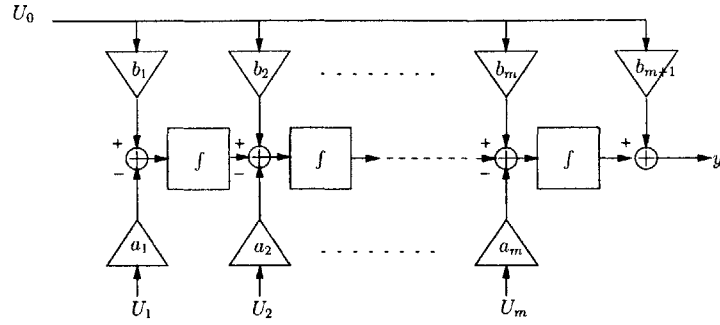 U₀
b₁ b₂ bₘ bₘ₊₁
+ + +
∫ + ∫ ∫ y
− − −
a₁ a₂ aₘ
U₁ U₂ Uₘ